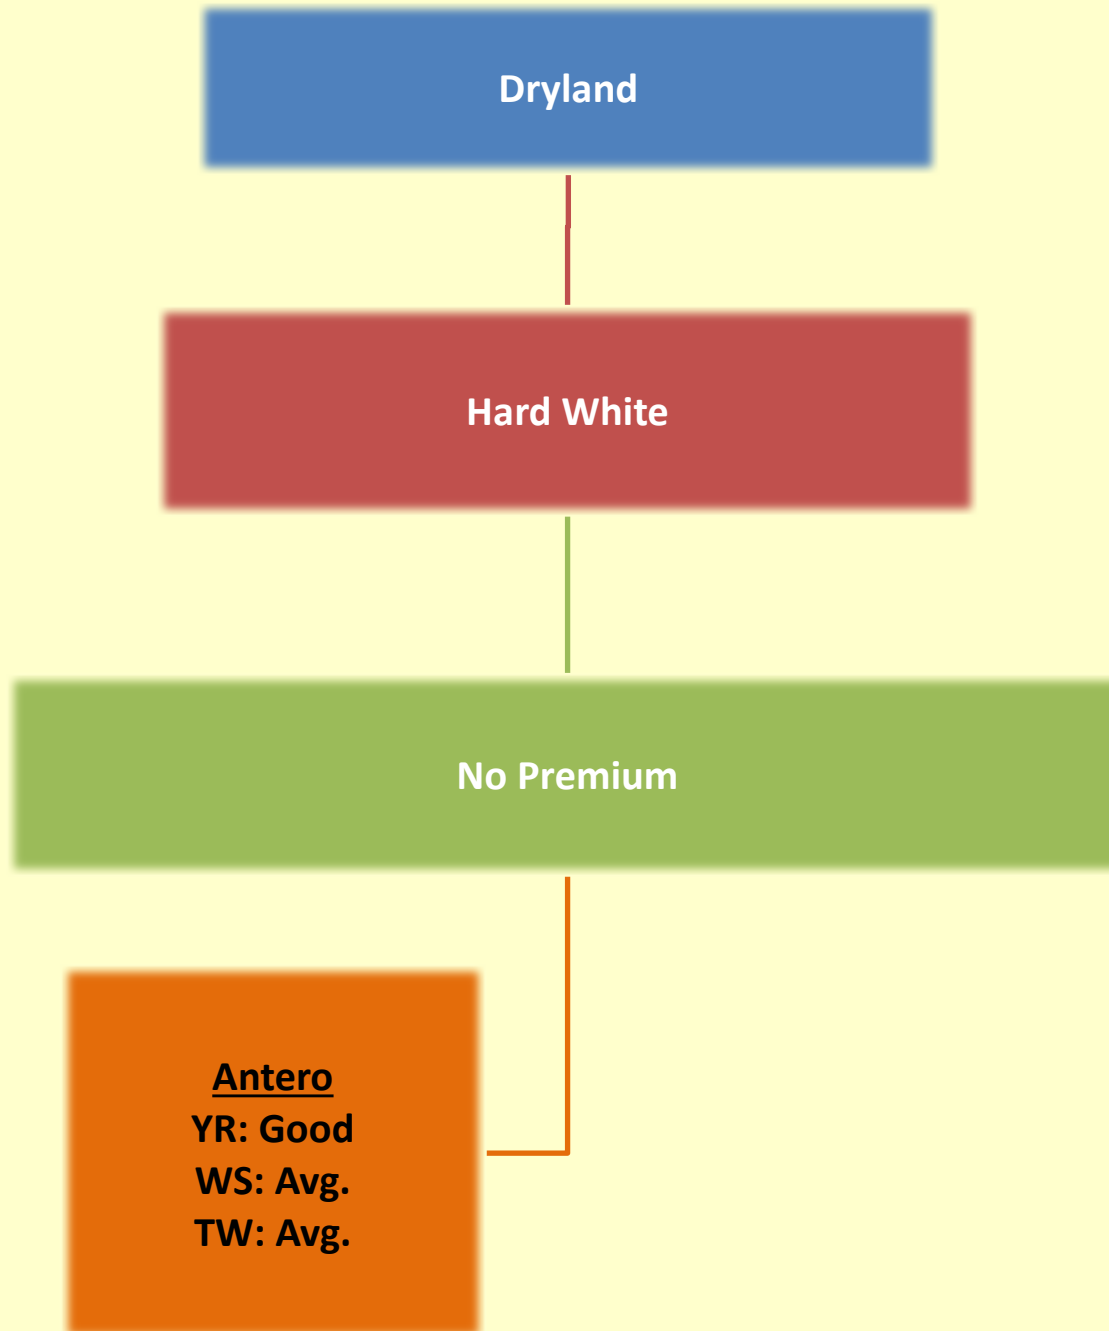 Dryland
Hard White
No Premium
Antero
YR: Good
WS: Avg.
TW: Avg.